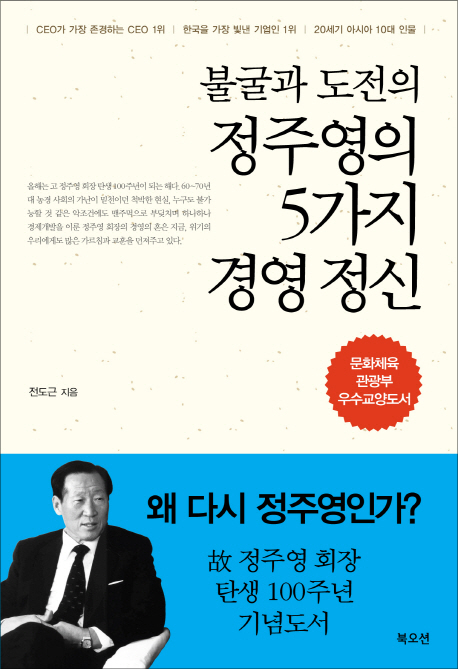 CEO가 가장 존경하는 CEO 1위 | 한국을 가장 빛낸 기업인 1위 | 20세기 아시아 10대 인물
불굴과 도전의
정주영의
5가지
경영 정신
올해는 고 정주영 회장 탄생 100주년이 되는 해다. 60~70년
대 농경 사회의 가난이 일천이던 척박한 현실, 누구도 불가
능할 것 같은 악조건에도 맨주먹으로 부딪치며 하나하나
경제개발을 이룬 정주영 회장의 창영의 혼은 지금, 위기의
우리에게도 많은 가르침과 교훈을 던져주고 있다.
문화체육
관광부
우수교양도서
전도근 지음
왜 다시 정주영인가?
故 정주영 회장
탄생 100주년
기념도서
북오션